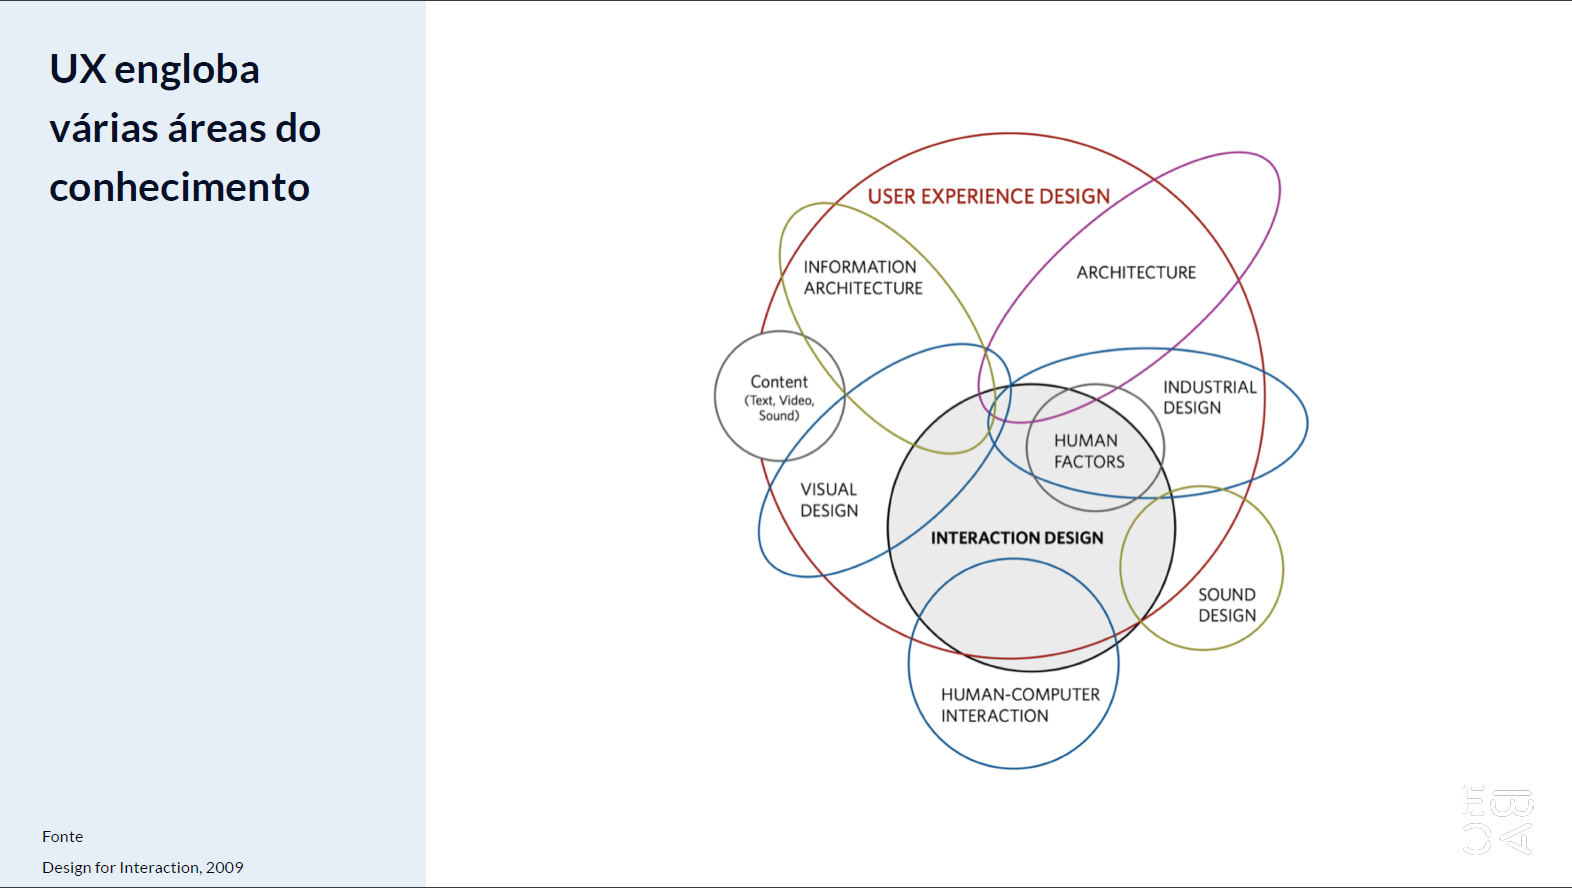 UX engloba
várias áreas do
conhecimento
USER EXPERIENCE DESIGN
INFORMATION
ARCHITECTURE
ARCHITECTURE
Content
(Text, Video,
Sound)
INDUSTRIAL
DESIGN
HUMAN
FACTORS
VISUAL
DESIGN
INTERACTION DESIGN
SOUND
DESIGN
HUMAN-COMPUTER
INTERACTION
Fonte
Design for Interaction, 2009